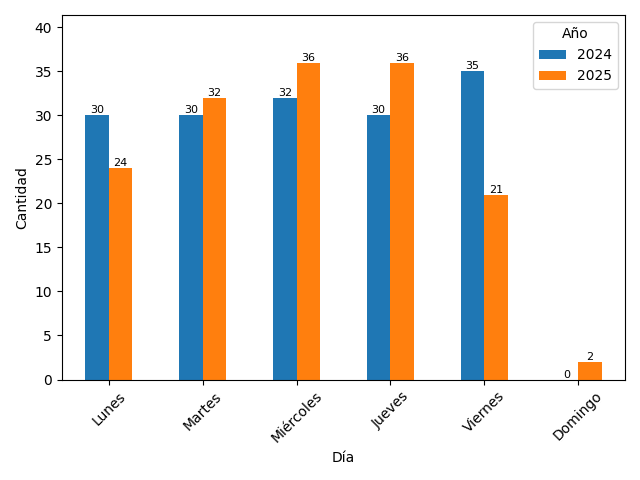 Año
2024
2025
40
35
30
25
20
15
10
5
0
Cantidad
30
24
30
32
32
36
30
36
35
21
0
2
Lunes
Martes
Miércoles
Jueves
Viernes
Domingo
Día